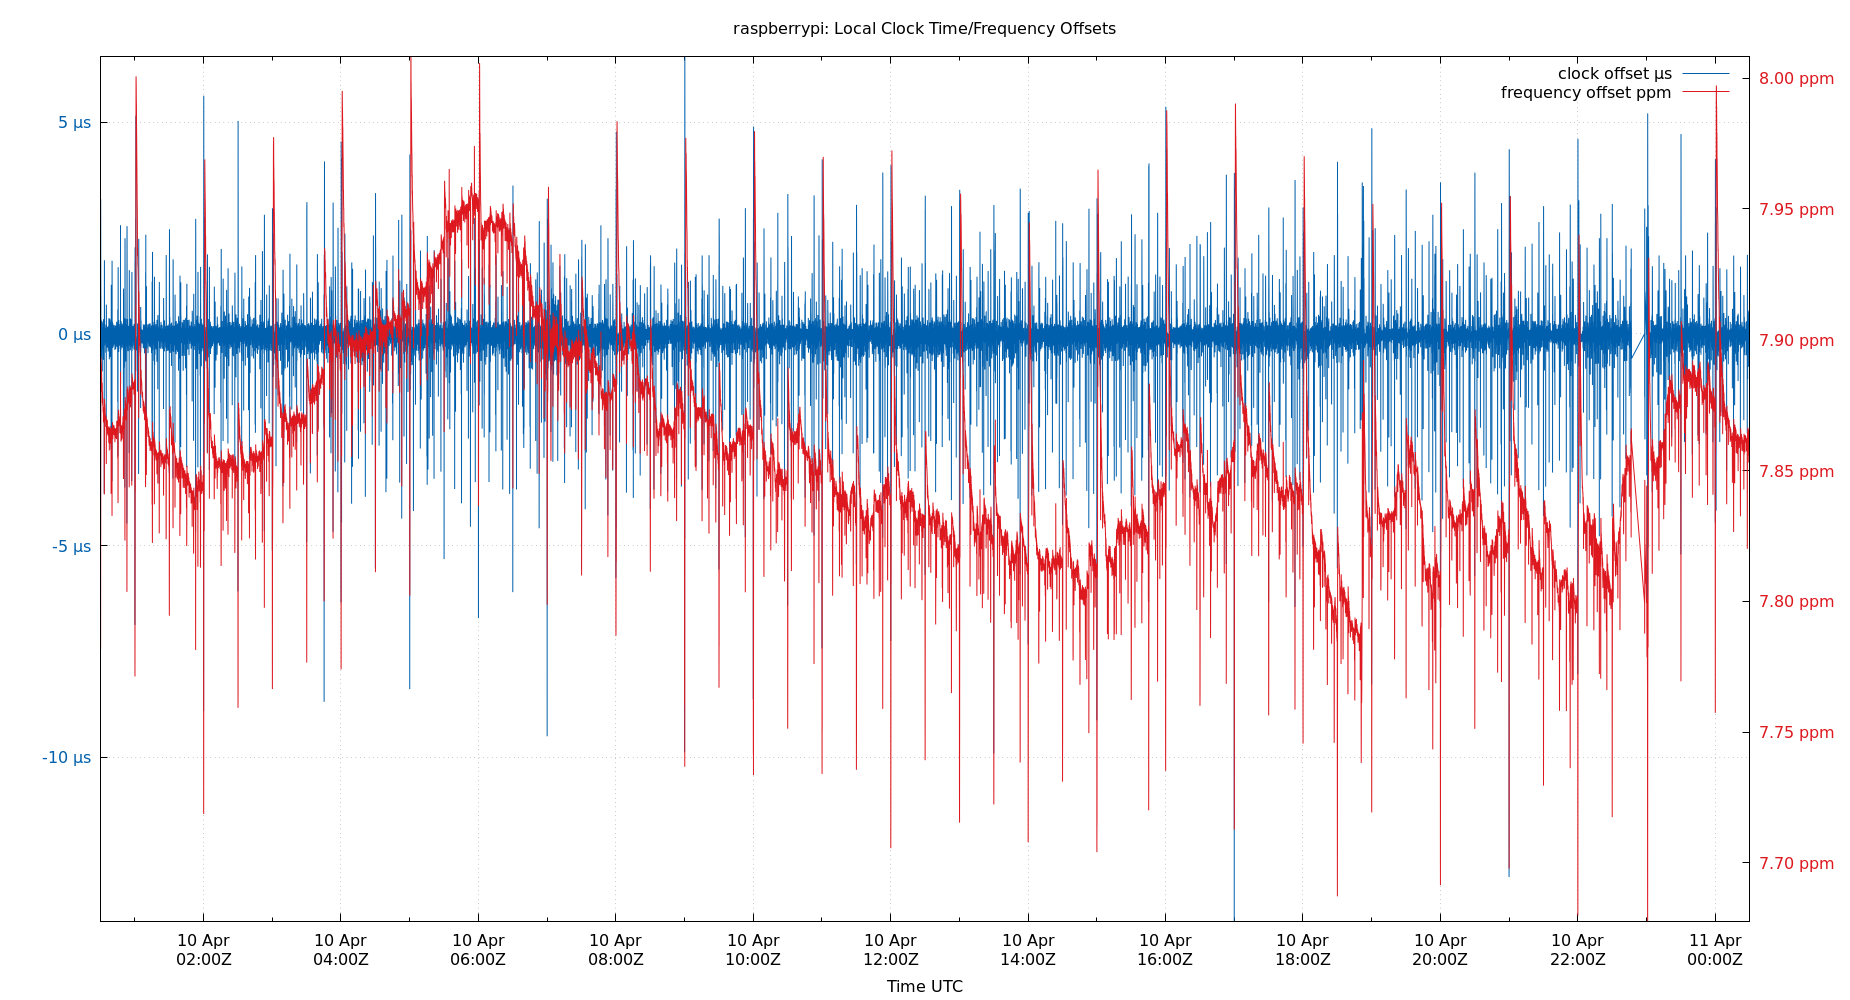 raspberrypi: Local Clock Time/Frequency Offsets
clock offset µs
frequency offset ppm
5 µs
0 µs
-5 µs
-10 µs
8.00 ppm
7.95 ppm
7.90 ppm
7.85 ppm
7.80 ppm
7.75 ppm
7.70 ppm
10 Apr 10 Apr 10 Apr 10 Apr 10 Apr 10 Apr 10 Apr 10 Apr 10 Apr 10 Apr 10 Apr 11 Apr
02:00Z 04:00Z 06:00Z 08:00Z 10:00Z 12:00Z 14:00Z 16:00Z 18:00Z 20:00Z 22:00Z 00:00Z
Time UTC